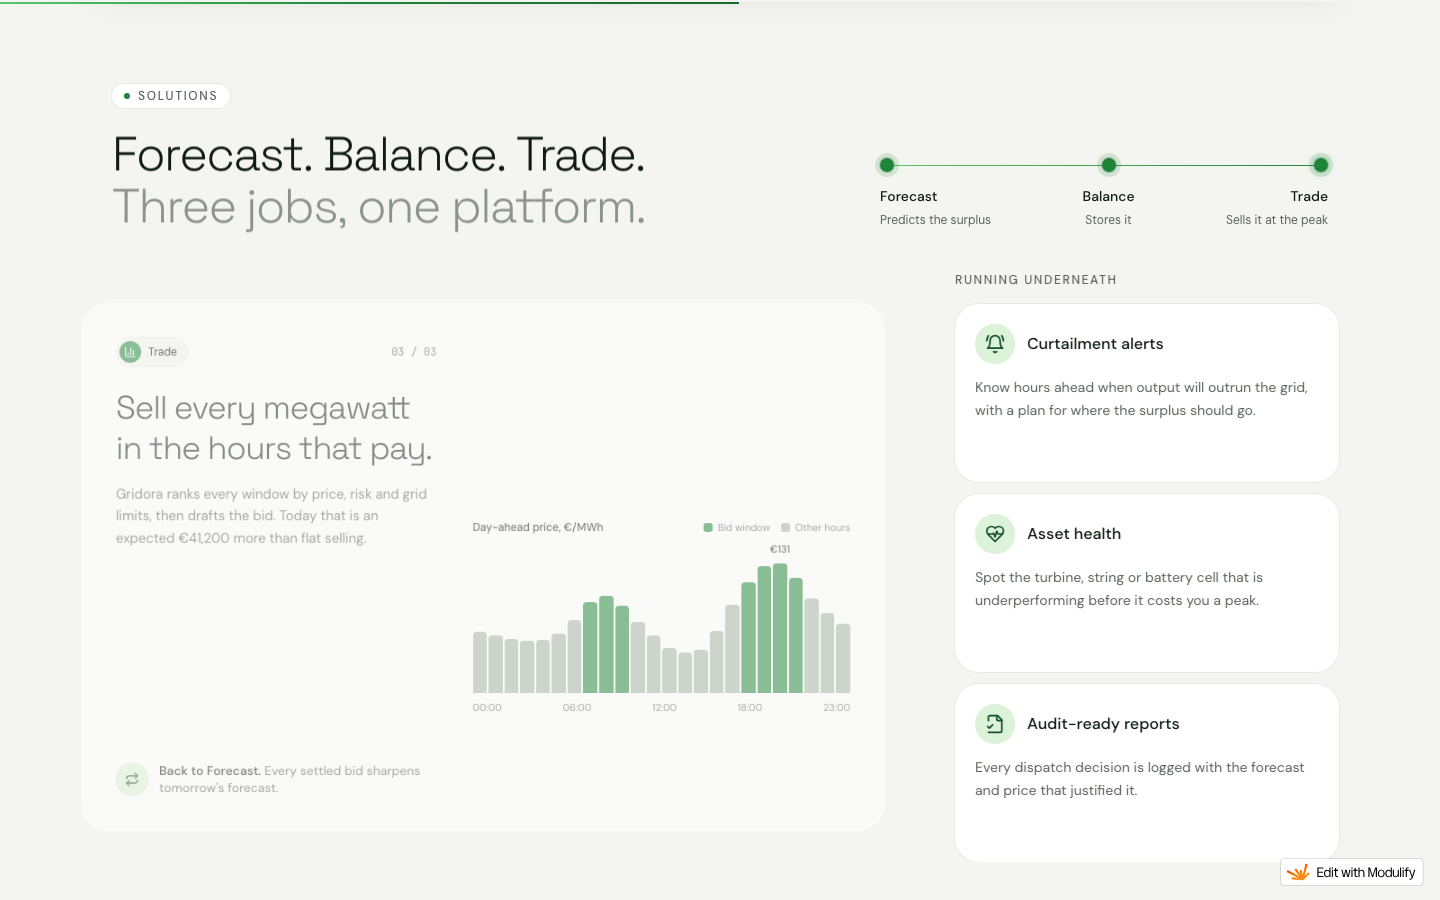 SOLUTIONS
Forecast. Balance. Trade.
Three jobs, one platform.
Forecast
Predicts the surplus
Balance
Stores it
Trade
Sells it at the peak
Trade
03 / 03
Sell every megawatt
in the hours that pay.
Gridora ranks every window by price, risk and grid
limits, then drafts the bid. Today that is an
expected €41,200 more than flat selling.
Day-ahead price, €/MWh
Bid window
Other hours
€131
00:00
06:00
12:00
18:00
23:00
Back to Forecast. Every settled bid sharpens
tomorrow's forecast.
RUNNING UNDERNEATH
Curtailment alerts
Know hours ahead when output will outrun the grid,
with a plan for where the surplus should go.
Asset health
Spot the turbine, string or battery cell that is
underperforming before it costs you a peak.
Audit-ready reports
Every dispatch decision is logged with the forecast
and price that justified it.
Edit with Modulify